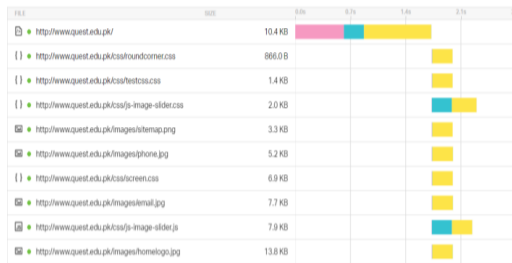 FILE SIZE 0.0s 0.7s 1.4s 2.1s
http://www.quest.edu.pk/ 10.4 KB
http://www.quest.edu.pk/css/roundcorner.css 866.0 B
http://www.quest.edu.pk/css/testcss.css 1.4 KB
http://www.quest.edu.pk/css/js-image-slider.css 2.0 KB
http://www.quest.edu.pk/images/sitemap.png 3.3 KB
http://www.quest.edu.pk/images/phone.jpg 5.2 KB
http://www.quest.edu.pk/css/screen.css 6.9 KB
http://www.quest.edu.pk/images/email.jpg 7.7 KB
http://www.quest.edu.pk/css/js-image-slider.js 7.9 KB
http://www.quest.edu.pk/images/homelogo.jpg 13.8 KB